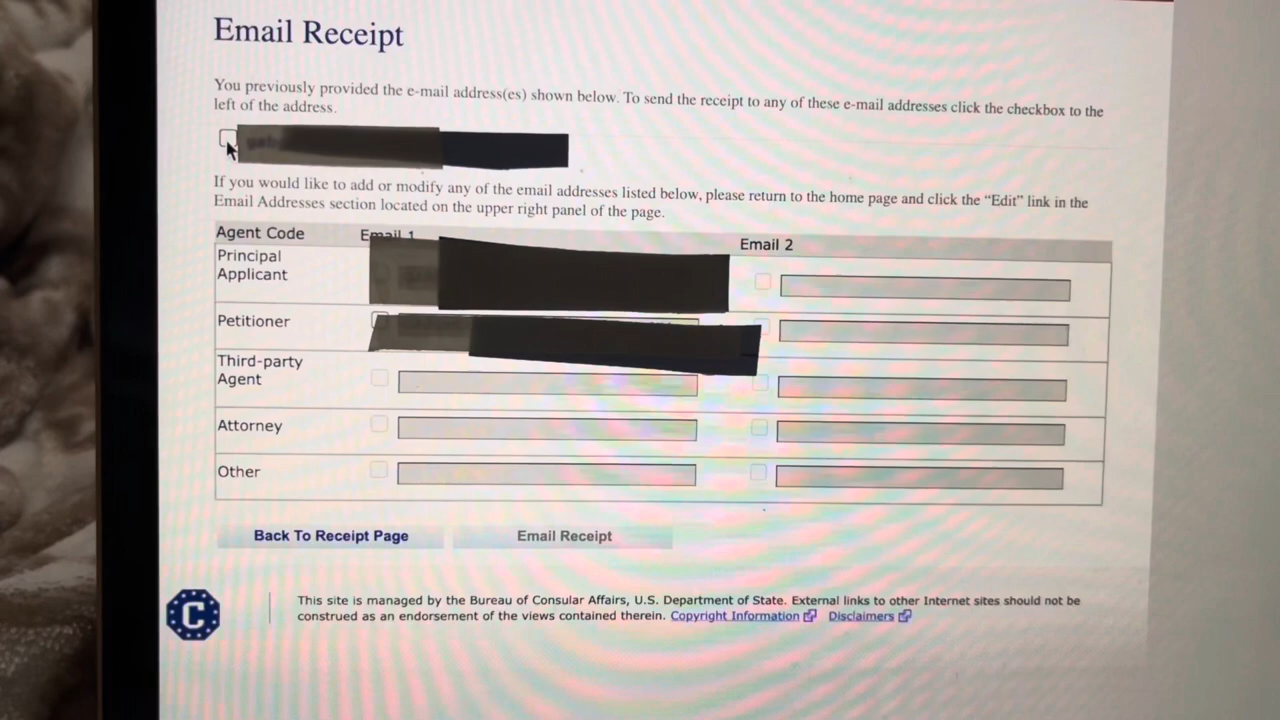 Email Receipt
You previously provided the e-mail address(es) shown below. To send the receipt to any of these e-mail addresses click the checkbox to the
left of the address.
If you would like to add or modify any of the email addresses listed below, please return to the home page and click the “Edit” link in the
Email Addresses section located on the upper right panel of the page.
Agent Code Email 1 Email 2
Principal
Applicant
Petitioner
Third-party
Agent
Attorney
Other
Back To Receipt Page Email Receipt
C
This site is managed by the Bureau of Consular Affairs, U.S. Department of State. External links to other Internet sites should not be
construed as an endorsement of the views contained therein. Copyright Information Disclaimers